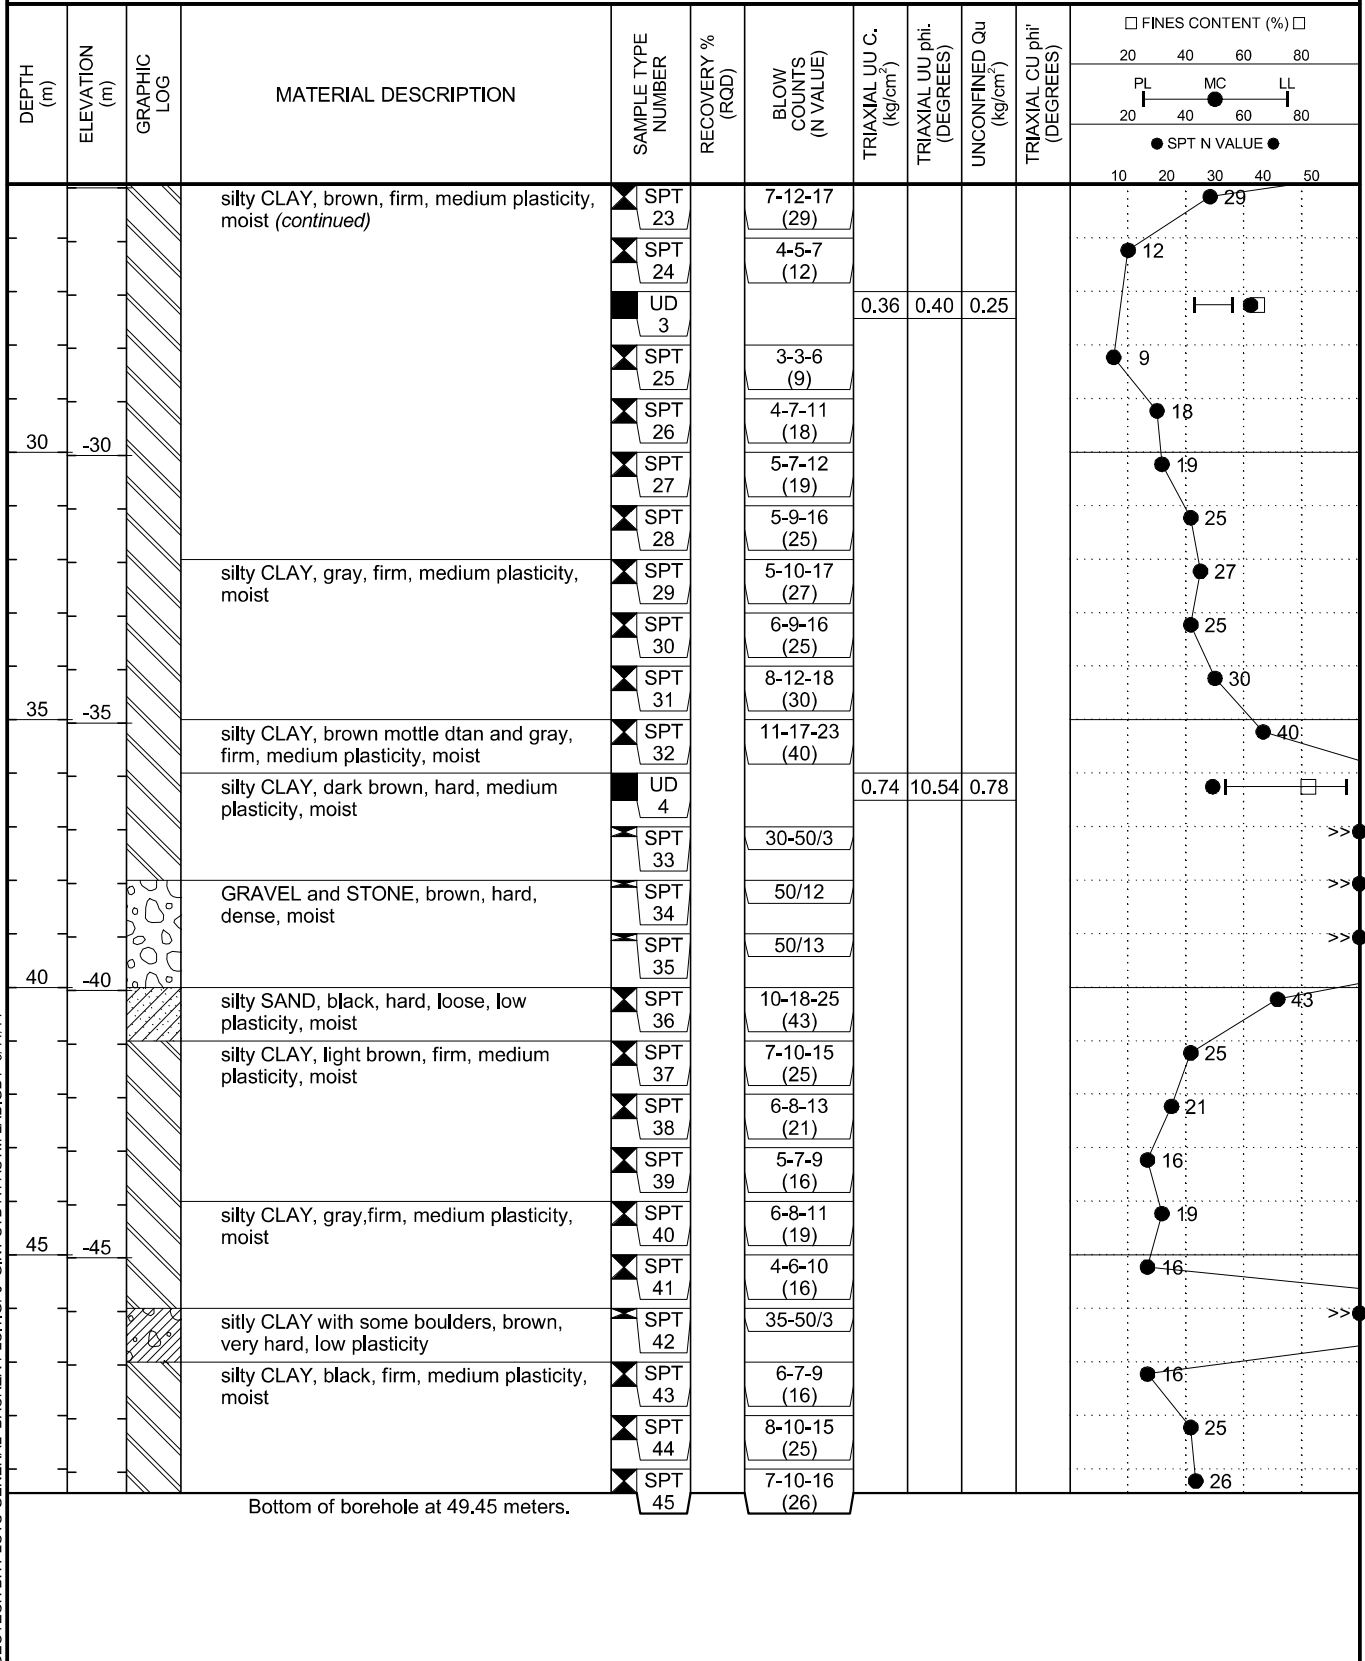 DEPTH
(m)
ELEVATION
(m)
GRAPHIC
LOG
MATERIAL DESCRIPTION
SAMPLE TYPE
NUMBER
RECOVERY %
(RQD)
BLOW
COUNTS
(N VALUE)
TRIAXIAL UU C.
(kg/cm²)
TRIAXIAL UU phi.
(DEGREES)
UNCONFINED Qu
(kg/cm²)
TRIAXIAL CU phi'
(DEGREES)
□ FINES CONTENT (%) □
20 40 60 80
PL MC LL
20 40 60 80
● SPT N VALUE ●
10 20 30 40 50
silty CLAY, brown, firm, medium plasticity,
moist (continued)
SPT
23
7-12-17
(29)
29
SPT
24
4-5-7
(12)
12
UD
3
0.36 0.40 0.25
SPT
25
3-3-6
(9)
9
SPT
26
4-7-11
(18)
18
30 -30
SPT
27
5-7-12
(19)
19
SPT
28
5-9-16
(25)
25
silty CLAY, gray, firm, medium plasticity,
moist
SPT
29
5-10-17
(27)
27
SPT
30
6-9-16
(25)
25
SPT
31
8-12-18
(30)
30
35 -35
silty CLAY, brown mottle dtan and gray,
firm, medium plasticity, moist
SPT
32
11-17-23
(40)
40
silty CLAY, dark brown, hard, medium
plasticity, moist
UD
4
0.74 10.54 0.78
SPT
33
30-50/3
>>
GRAVEL and STONE, brown, hard,
dense, moist
SPT
34
50/12
>>
SPT
35
50/13
>>
40 -40
silty SAND, black, hard, loose, low
plasticity, moist
SPT
36
10-18-25
(43)
43
silty CLAY, light brown, firm, medium
plasticity, moist
SPT
37
7-10-15
(25)
25
SPT
38
6-8-13
(21)
21
SPT
39
5-7-9
(16)
16
silty CLAY, gray,firm, medium plasticity,
moist
SPT
40
6-8-11
(19)
19
45 -45
SPT
41
4-6-10
(16)
16
sitly CLAY with some boulders, brown,
very hard, low plasticity
SPT
42
35-50/3
>>
silty CLAY, black, firm, medium plasticity,
moist
SPT
43
6-7-9
(16)
16
SPT
44
8-10-15
(25)
25
SPT
45
7-10-16
(26)
26
Bottom of borehole at 49.45 meters.